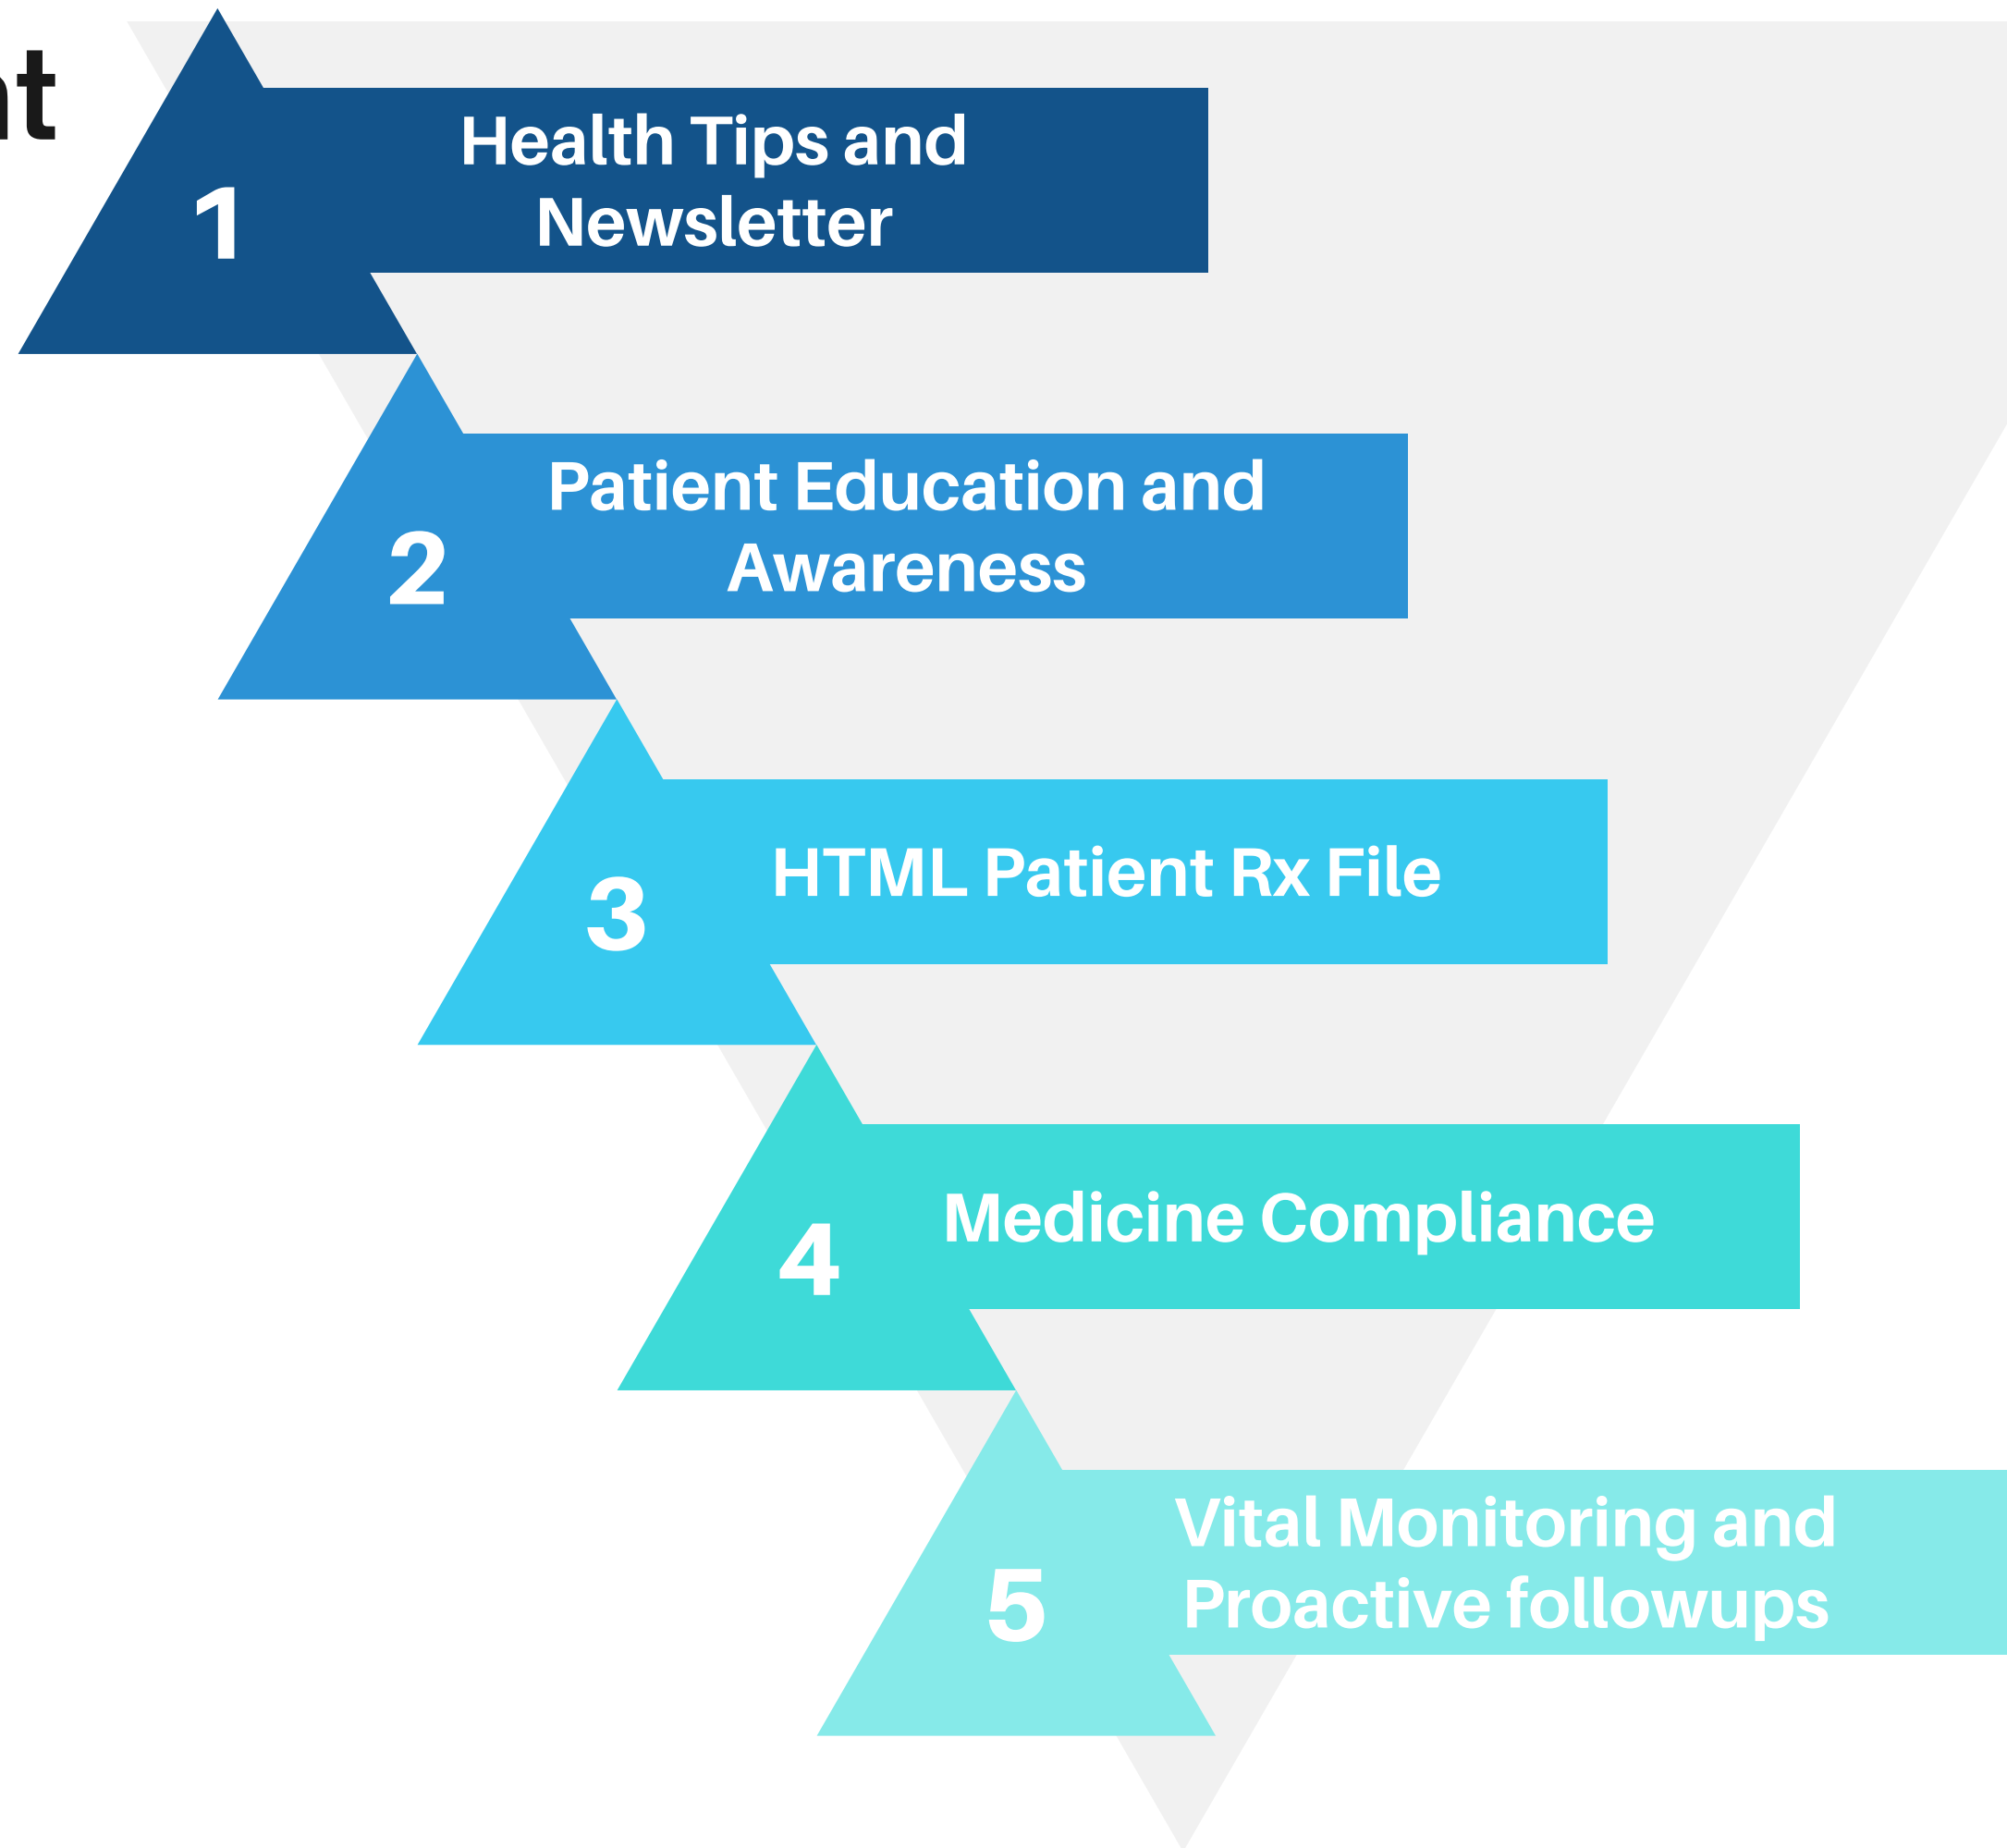 1
Health Tips and
Newsletter
2
Patient Education and
Awareness
3
HTML Patient Rx File
4
Medicine Compliance
5
Vital Monitoring and
Proactive followups